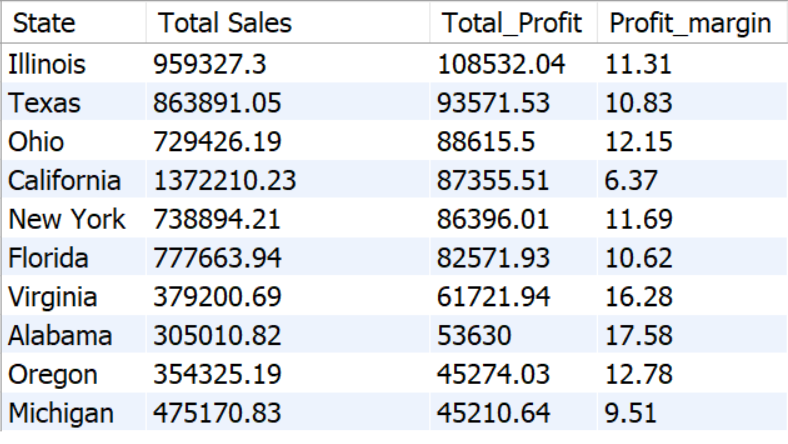 State Total Sales Total_Profit Profit_margin
Illinois 959327.3 108532.04 11.31
Texas 863891.05 93571.53 10.83
Ohio 729426.19 88615.5 12.15
California 1372210.23 87355.51 6.37
New York 738894.21 86396.01 11.69
Florida 777663.94 82571.93 10.62
Virginia 379200.69 61721.94 16.28
Alabama 305010.82 53630 17.58
Oregon 354325.19 45274.03 12.78
Michigan 475170.83 45210.64 9.51